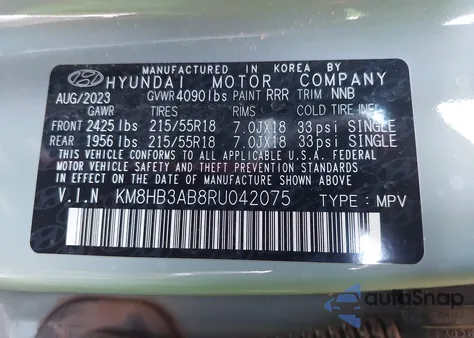 MANUFACTURED IN KOREA BY
HYUNDAI MOTOR COMPANY
AUG/2023 GVWR 4090lbs PAINT RRR TRIM NNB
GAWR TIRES RIMS COLD TIRE INFL
FRONT 2425 lbs 215/55R18 7.0JX18 33 psi SINGLE
REAR 1956 lbs 215/55R18 7.0JX18 33 psi SINGLE
THIS VEHICLE CONFORMS TO ALL APPLICABLE U.S.A. FEDERAL
MOTOR VEHICLE SAFETY, BUMPER, AND THEFT PREVENTION
STANDARDS IN EFFECT ON THE DATE OF MANUFACTURE SHOWN ABOVE.
V.I.N KM8HB3AB8RU042075 TYPE : MPV
autoSnap